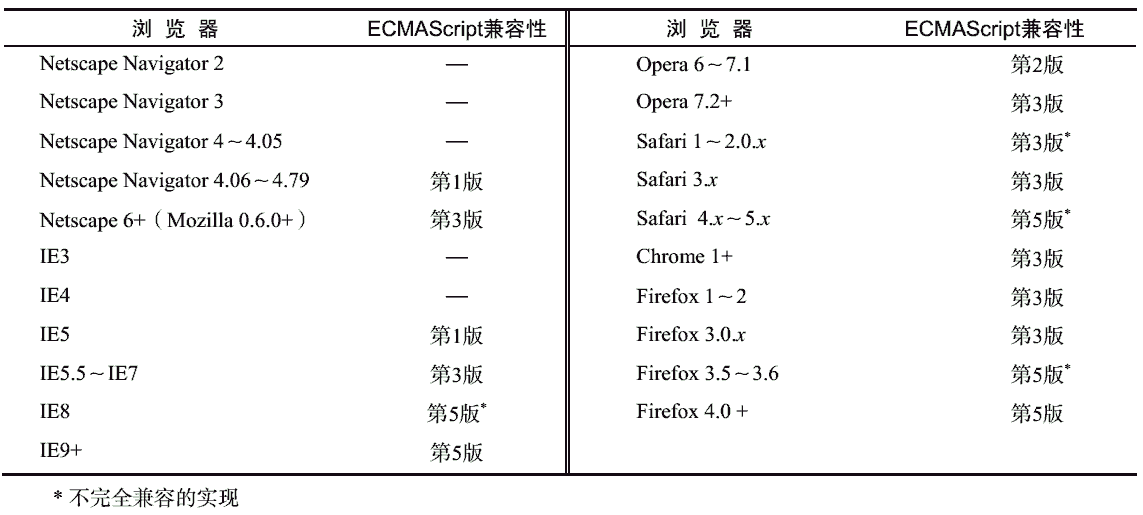 浏 览 器 ECMAScript兼容性 浏 览 器 ECMAScript兼容性
Netscape Navigator 2 — Opera 6～7.1 第2版
Netscape Navigator 3 — Opera 7.2+ 第3版
Netscape Navigator 4～4.05 — Safari 1～2.0.x 第3版*
Netscape Navigator 4.06～4.79 第1版 Safari 3.x 第3版
Netscape 6+（Mozilla 0.6.0+） 第3版 Safari 4.x～5.x 第5版*
IE3 — Chrome 1+ 第3版
IE4 — Firefox 1～2 第3版
IE5 第1版 Firefox 3.0.x 第3版
IE5.5～IE7 第3版 Firefox 3.5～3.6 第5版*
IE8 第5版* Firefox 4.0 + 第5版
IE9+ 第5版
* 不完全兼容的实现